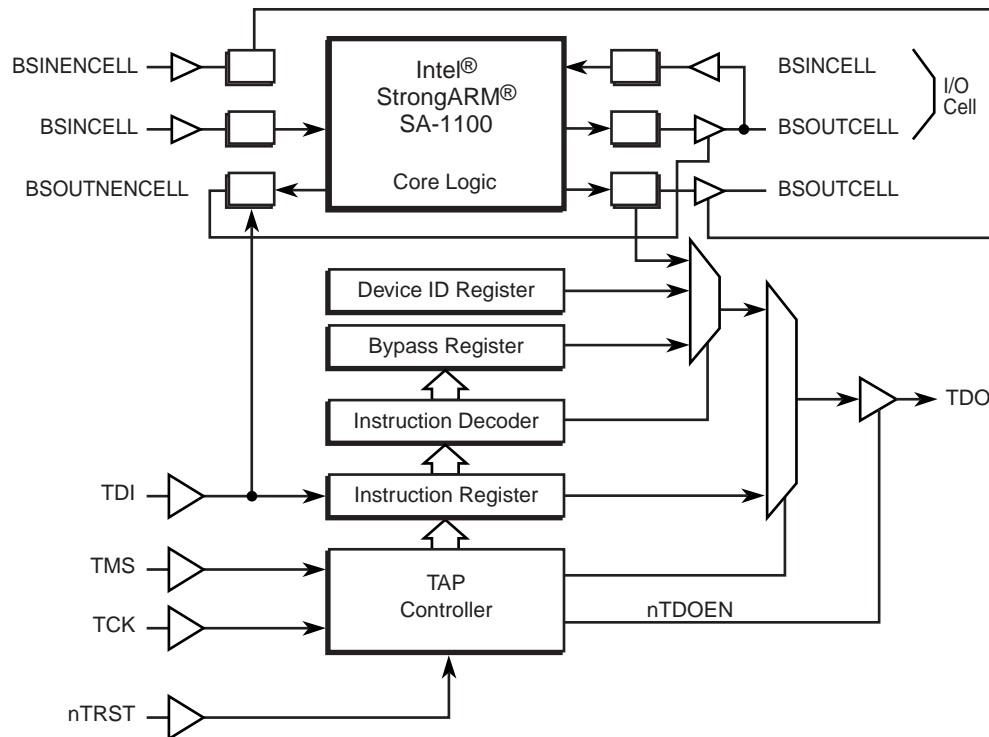 BSINENCELL
Intel®
StrongARM®
SA-1100
BSINCELL
I/O
Cell
BSINCELL
BSOUTCELL
BSOUTNENCELL
Core Logic
BSOUTCELL
Device ID Register
Bypass Register
Instruction Decoder
TDO
TDI
Instruction Register
TMS
TAP
Controller
nTDOEN
TCK
nTRST